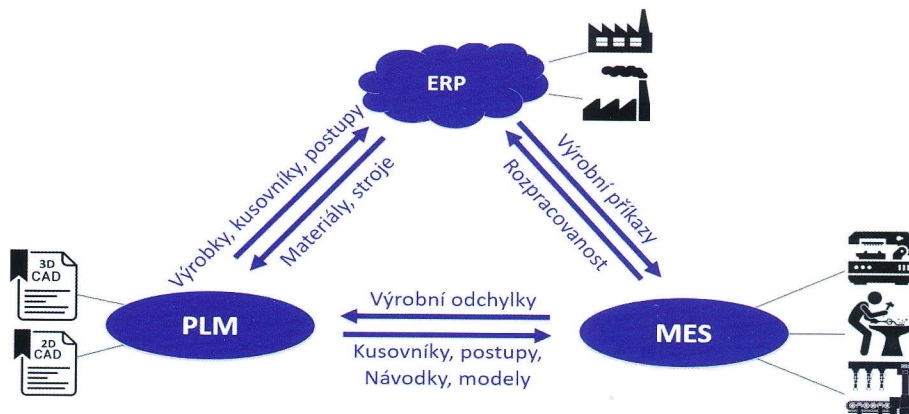 ERP
Výrobky, kusovníky, postupy
Materiály, stroje
Výrobní příkazy
Rozpracovanost
3D
CAD
2D
CAD
PLM
Výrobní odchylky
Kusovníky, postupy,
Návodky, modely
MES